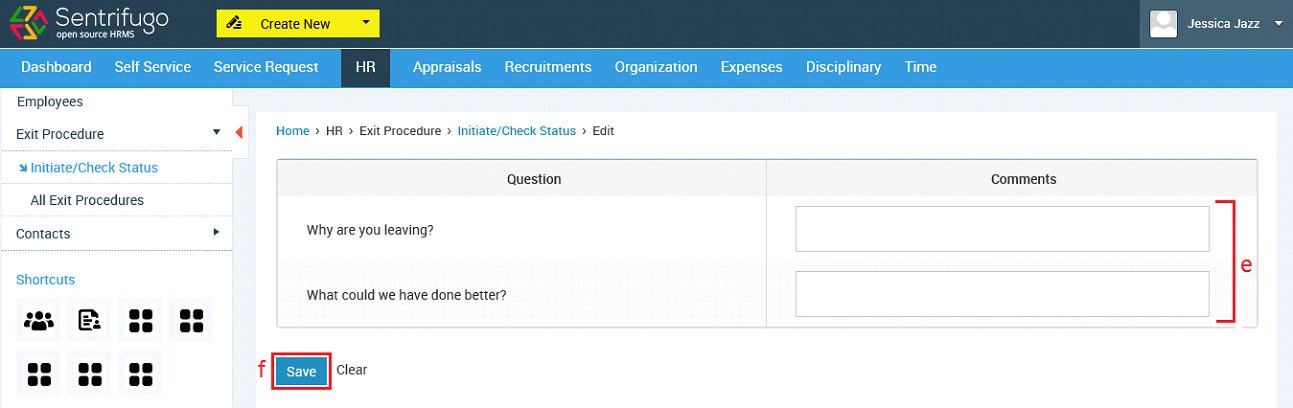 Sentrifugo
open source HRMS
Create New
Jessica Jazz
Dashboard Self Service Service Request HR Appraisals Recruitments Organization Expenses Disciplinary Time
Employees
Exit Procedure
Initiate/Check Status
All Exit Procedures
Contacts
Shortcuts
Home › HR › Exit Procedure › Initiate/Check Status › Edit
Question Comments
Why are you leaving?
What could we have done better?
e
f Save Clear